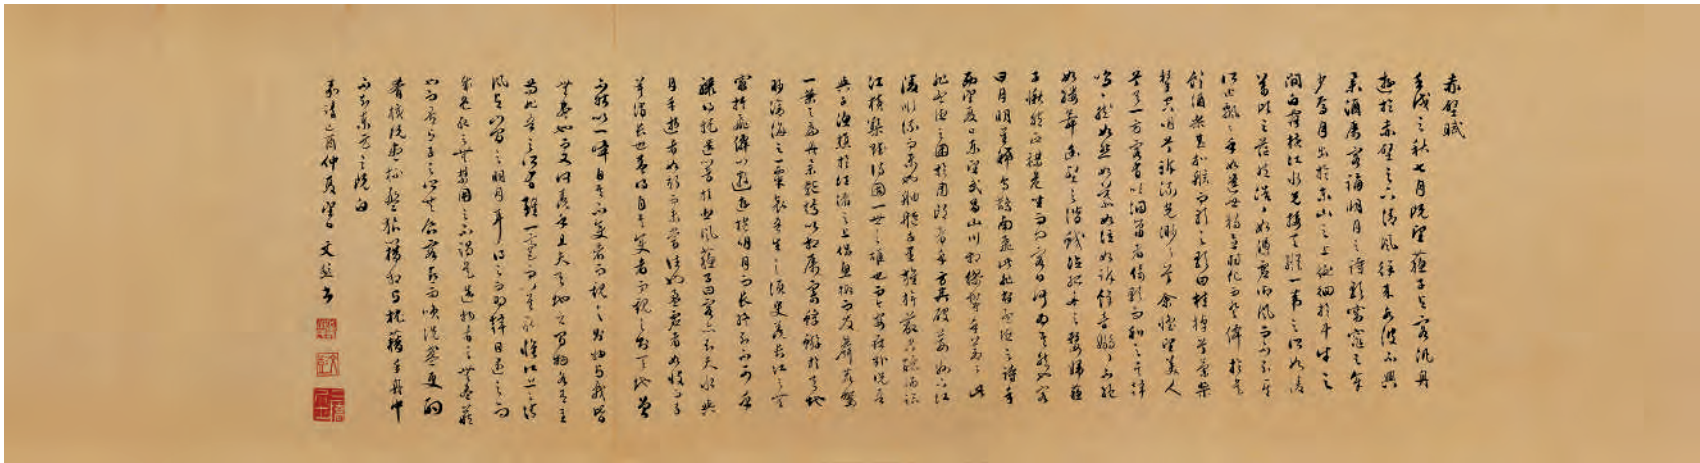 赤壁賦
壬戌之秋七月既望蘇子與客汎舟
遊於赤壁之下清風徐來水波不興
舉酒屬客誦明月之詩歌窈窕之章
少焉月出於東山之上徘徊於斗牛之
間白露橫江水光接天縱一葦之所如凌
萬頃之茫然浩浩乎如馮虛御風而不知其
所止飄飄乎如遺世獨立羽化而登僊於是
飲酒樂甚扣舷而歌之歌曰桂棹兮蘭槳
擊空明兮泝流光渺渺兮余懷望美人
兮天一方客有吹洞簫者倚歌而和之其聲
嗚嗚然如怨如慕如泣如訴餘音嫋嫋不絕
如縷舞幽壑之潛蛟泣孤舟之嫠婦蘇
子愀然正襟危坐而問客曰何為其然也客
曰月明星稀烏鵲南飛此非曹孟德之詩乎
西望夏口東望武昌山川相繆鬱乎蒼蒼此
非孟德之困於周郎者乎方其破荊州下江
陵順流而東也舳艫千里旌旗蔽空釃酒臨
江橫槊賦詩固一世之雄也而今安在哉況吾
與子漁樵於江渚之上侶魚蝦而友麋鹿駕
一葉之扁舟舉匏樽以相屬寄蜉蝣於天地
渺滄海之一粟哀吾生之須臾羨長江之無
窮挾飛僊以遨遊抱明月而長終知不可乎
驟得託遺響於悲風蘇子曰客亦知夫水與
月乎逝者如斯而未嘗往也盈虛者如彼而卒
莫消長也蓋將自其變者而觀之則天地曾
不能以一瞬自其不變者而觀之則物與我皆
無盡也而又何羨乎且夫天地之間物各有主
苟非吾之所有雖一毫而莫取惟江上之清
風與山間之明月耳得之而為聲目遇之而
成色取之無禁用之不竭是造物者之無盡藏
也而吾與子之所共食客喜而笑洗盞更酌
肴核既盡杯盤狼藉相與枕藉乎舟中
不知東方之既白
嘉靖乙酉仲夏望日文彭書